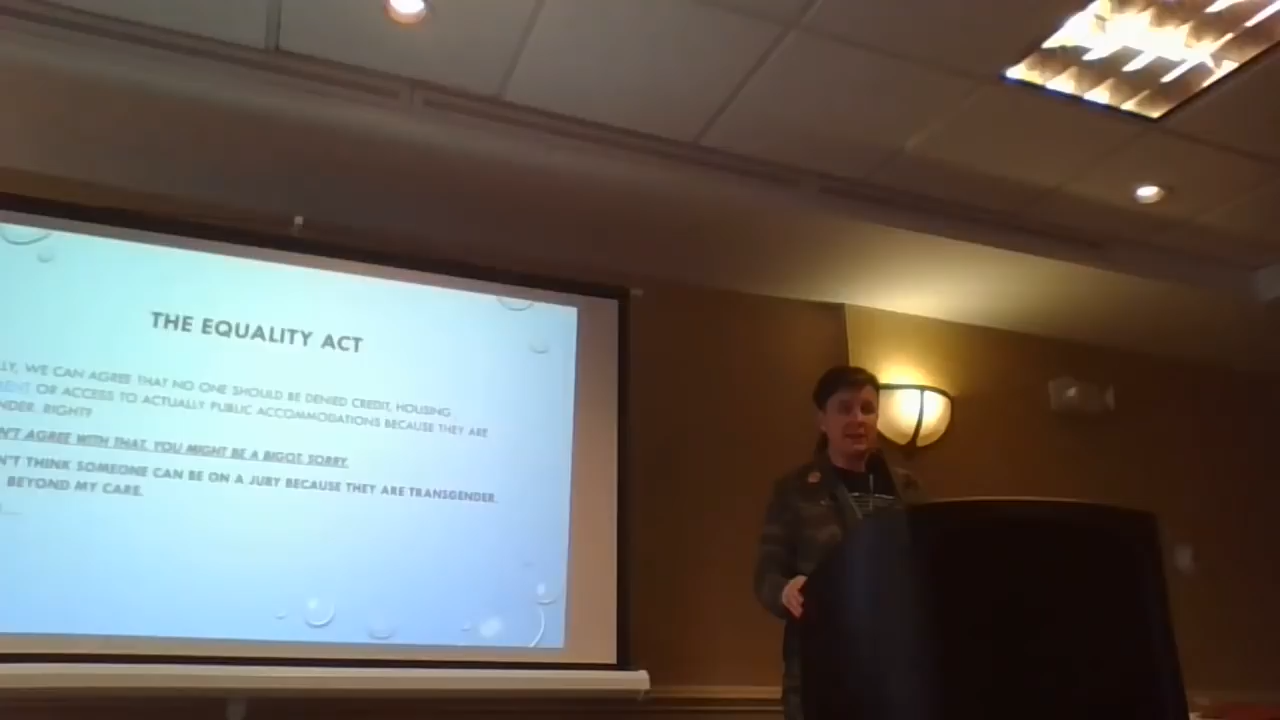 THE EQUALITY ACT
LLY, WE CAN AGREE THAT NO ONE SHOULD BE DENIED CREDIT, HOUSING
ENT OR ACCESS TO ACTUALLY PUBLIC ACCOMMODATIONS BECAUSE THEY ARE
NDER. RIGHT?
N'T AGREE WITH THAT, YOU MIGHT BE A BIGOT. SORRY.
N'T THINK SOMEONE CAN BE ON A JURY BECAUSE THEY ARE TRANSGENDER.
BEYOND MY CARE.